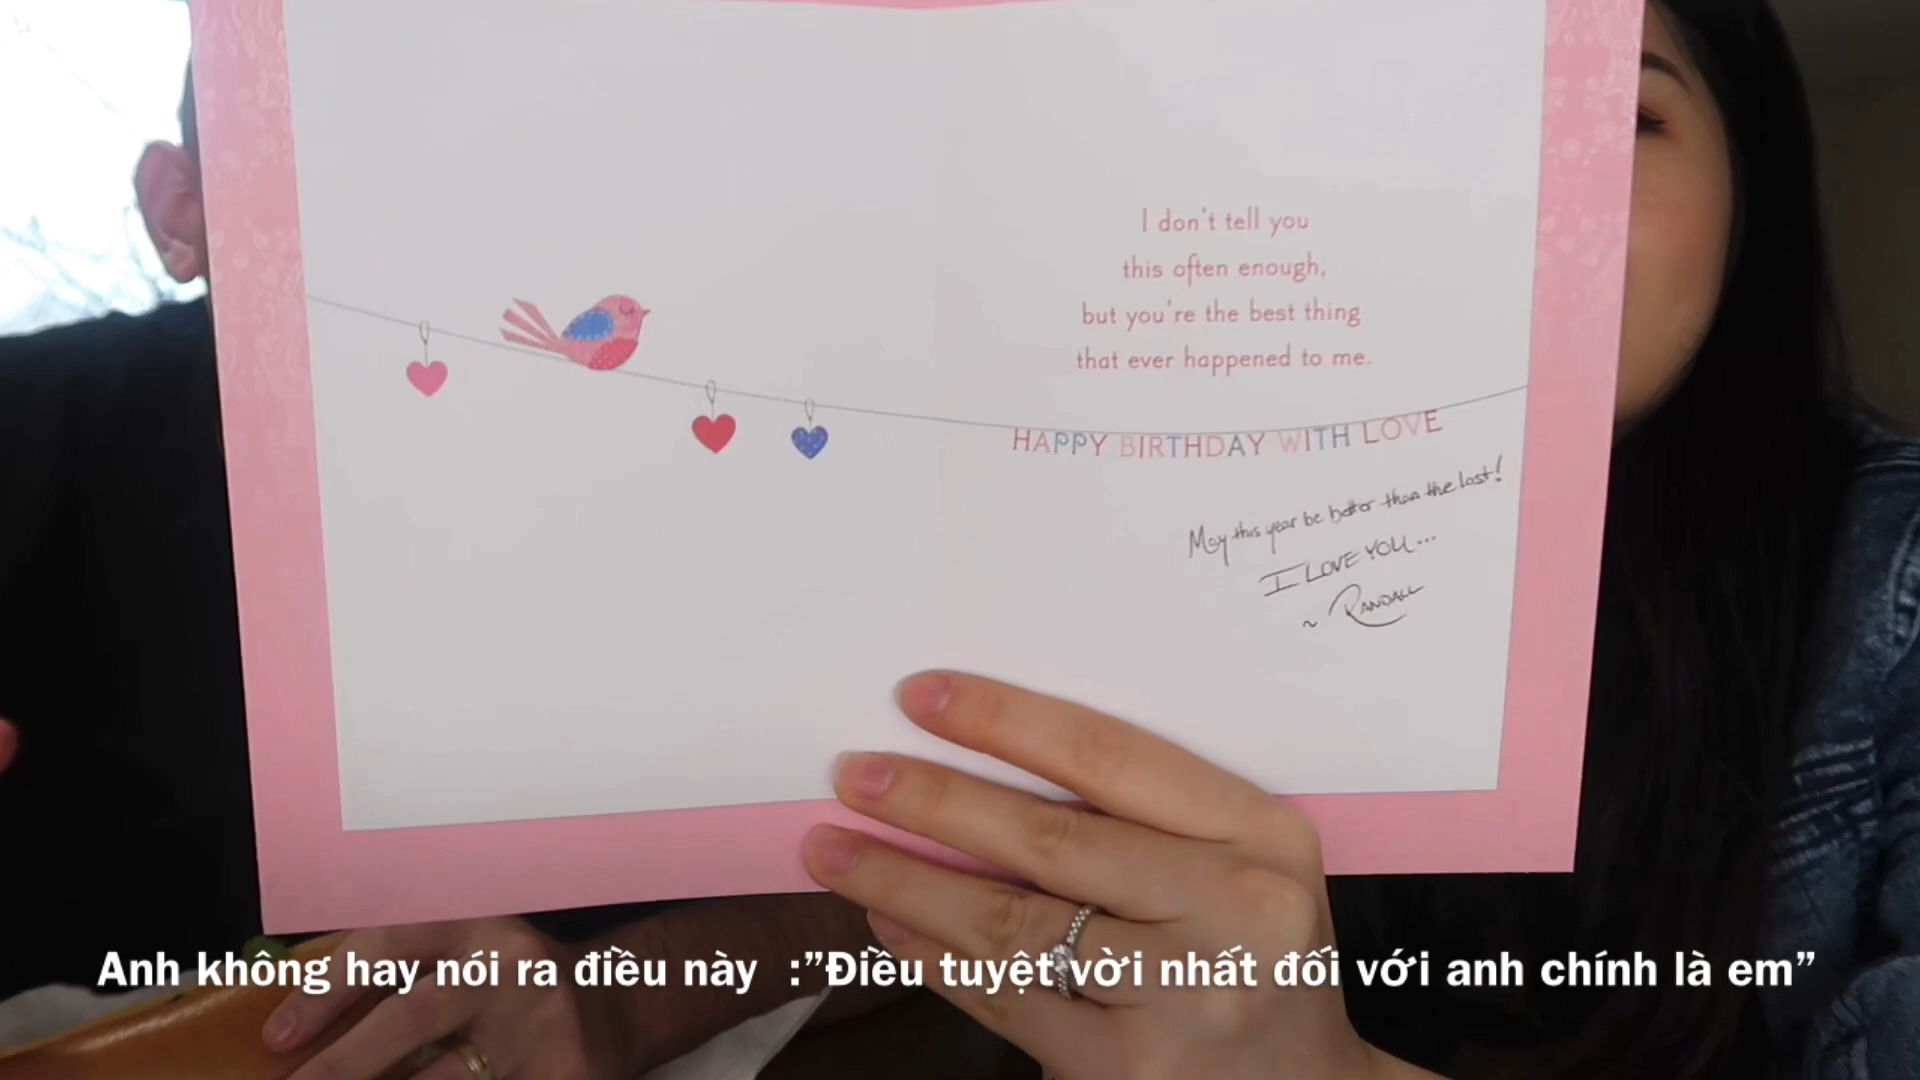 I don't tell you
this often enough,
but you're the best thing
that ever happened to me.
HAPPY BIRTHDAY WITH LOVE
May this year be better than the last!
I LOVE YOU...
~ RANDALL
Anh không hay nói ra điều này :”Điều tuyệt vời nhất đối với anh chính là em”